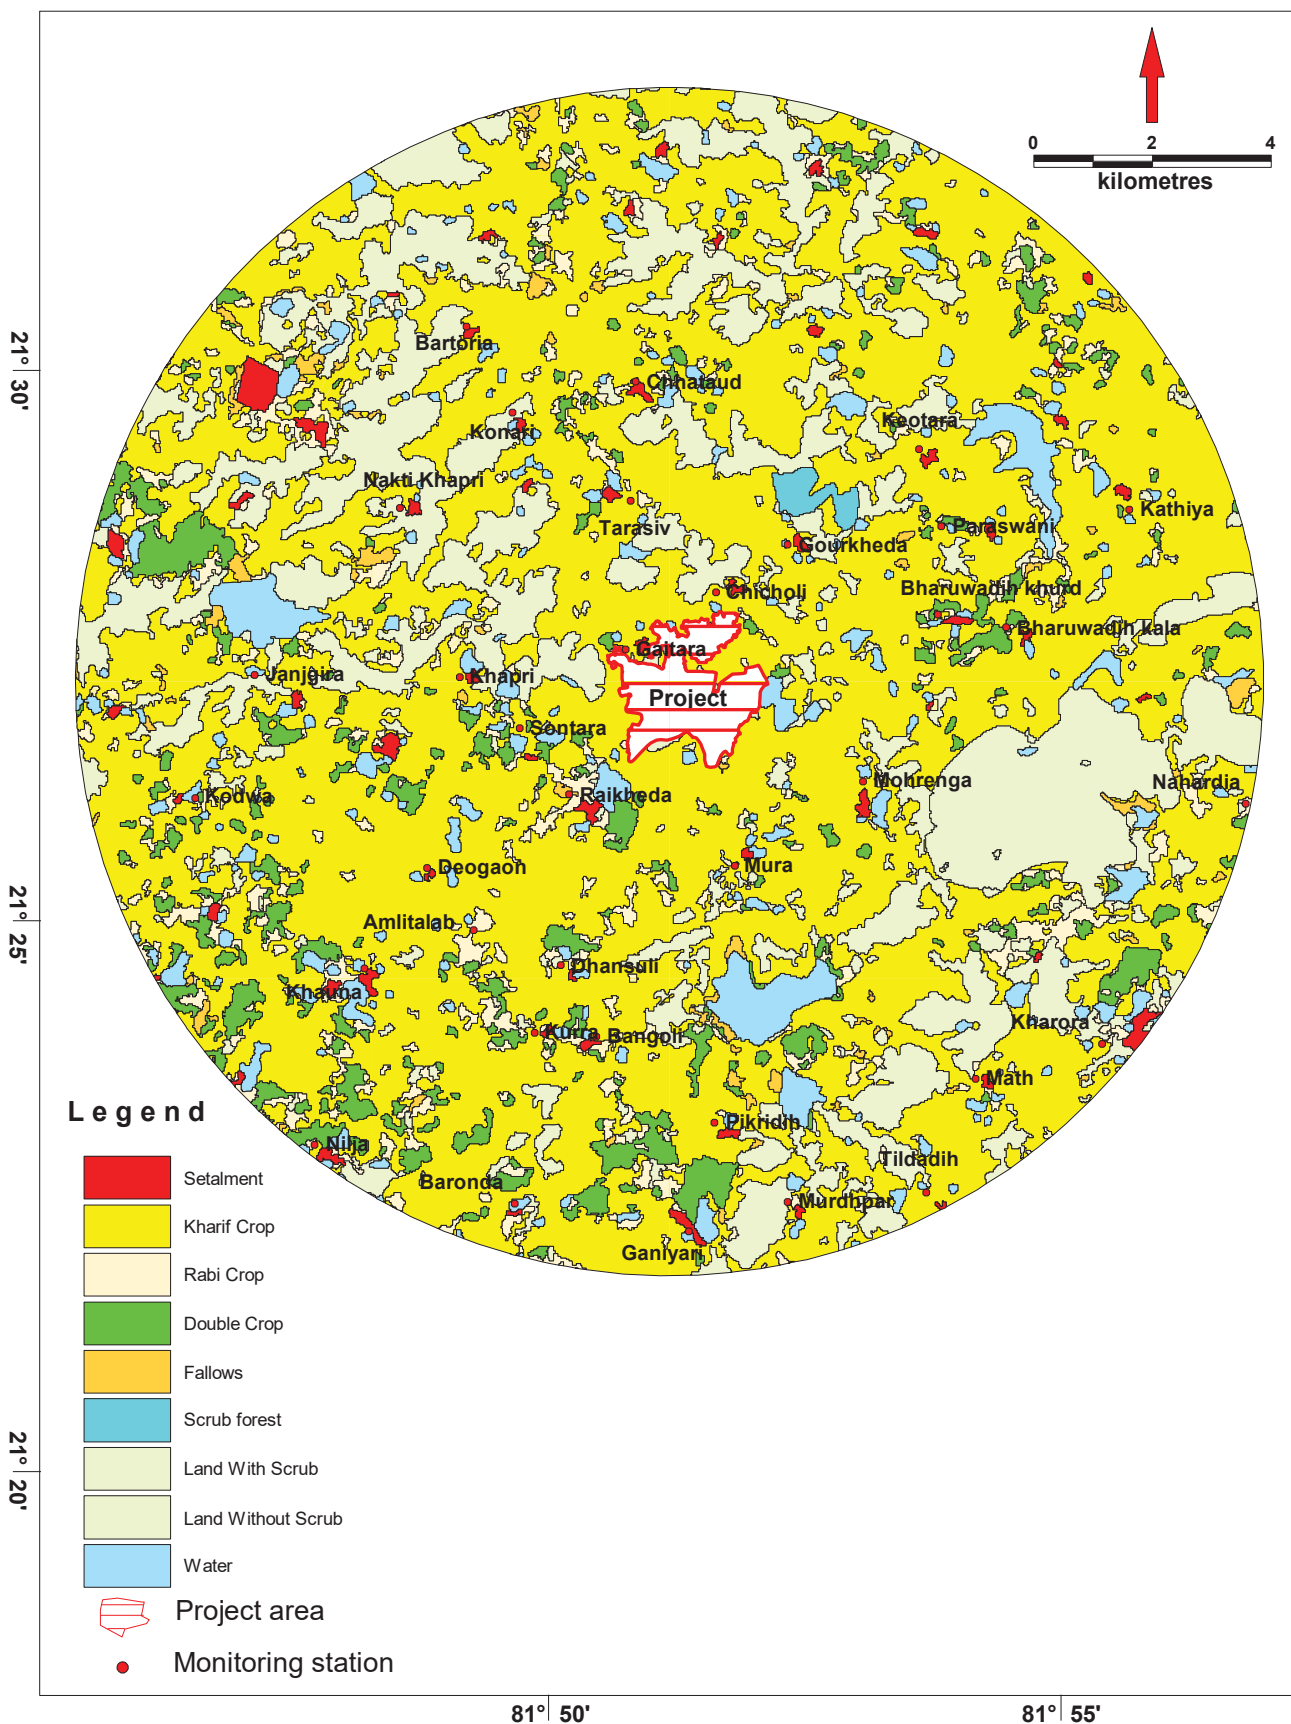 0 2 4
kilometres
21° 30'
Bartoria
Chhataud
Keotara
Konari
Nakti Khapri
Kathiya
Tarasiv
Paraswani
Gourkheda
Chicholi
Bharuwadih khurd
Bharuwadih kala
Gaitara
Janjgira
Khapri
Project
Sontara
Mohrenga
Nahardia
Kodwa
Raikheda
Deogaon
Mura
21° 25'
Amlitalab
Dhansuli
Khauna
Kharora
Kurra
Bangoli
Math
Legend
Pikridih
Nilja
Tildadih
Baronda
Setalment
Murdhpar
Kharif Crop
Ganiyari
Rabi Crop
Double Crop
Fallows
Scrub forest
21° 20'
Land With Scrub
Land Without Scrub
Water
Project area
Monitoring station
81° 50' 81° 55'